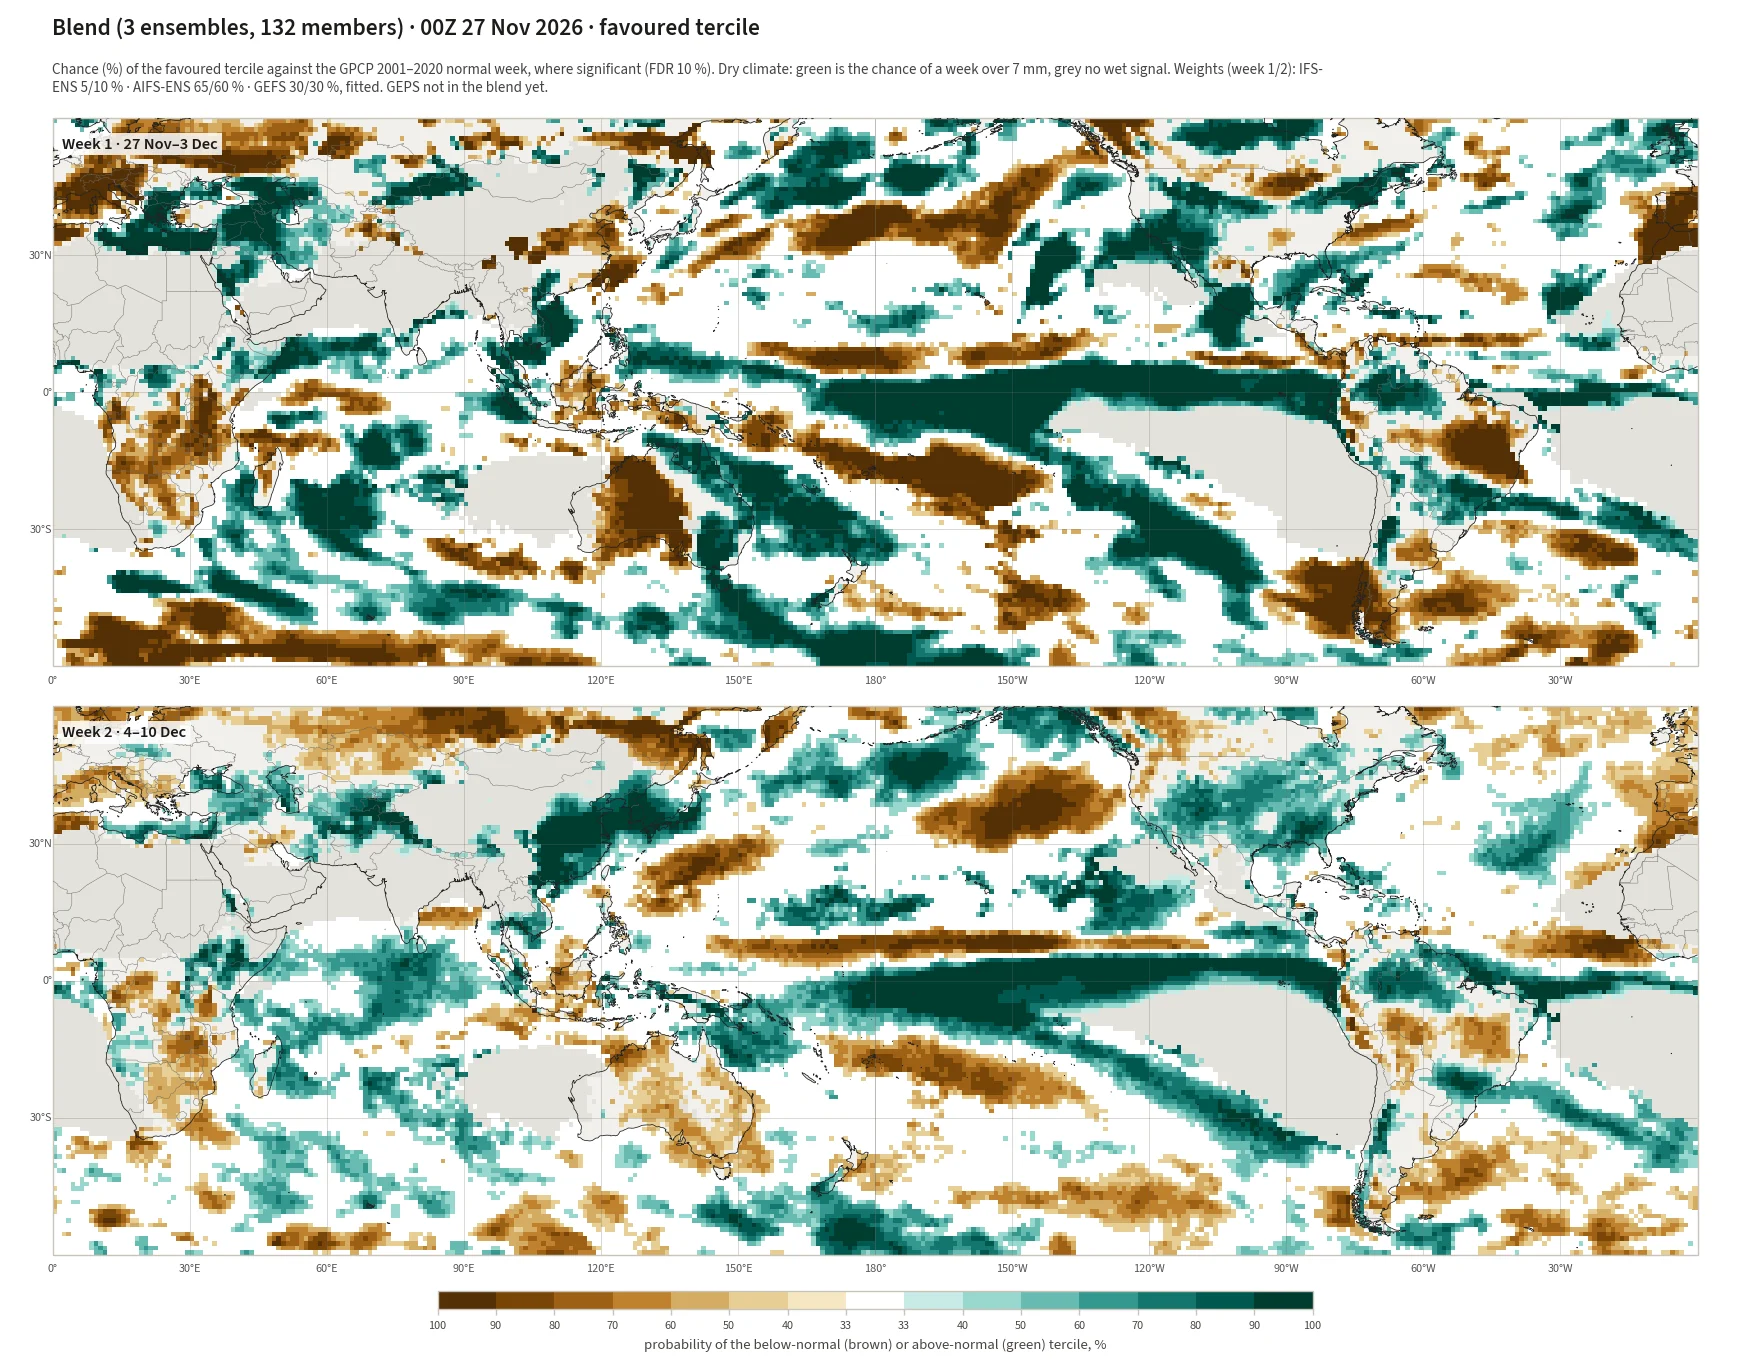 Blend (3 ensembles, 132 members) · 00Z 27 Nov 2026 · favoured tercile
Chance (%) of the favoured tercile against the GPCP 2001–2020 normal week, where significant (FDR 10 %). Dry climate: green is the chance of a week over 7 mm, grey no wet signal. Weights (week 1/2): IFS-
ENS 5/10 % · AIFS-ENS 65/60 % · GEFS 30/30 %, fitted. GEPS not in the blend yet.
Week 1 · 27 Nov–3 Dec
30°N
0°
30°S
0° 30°E 60°E 90°E 120°E 150°E 180° 150°W 120°W 90°W 60°W 30°W
Week 2 · 4–10 Dec
30°N
0°
30°S
0° 30°E 60°E 90°E 120°E 150°E 180° 150°W 120°W 90°W 60°W 30°W
100 90 80 70 60 50 40 33 33 40 50 60 70 80 90 100
probability of the below-normal (brown) or above-normal (green) tercile, %